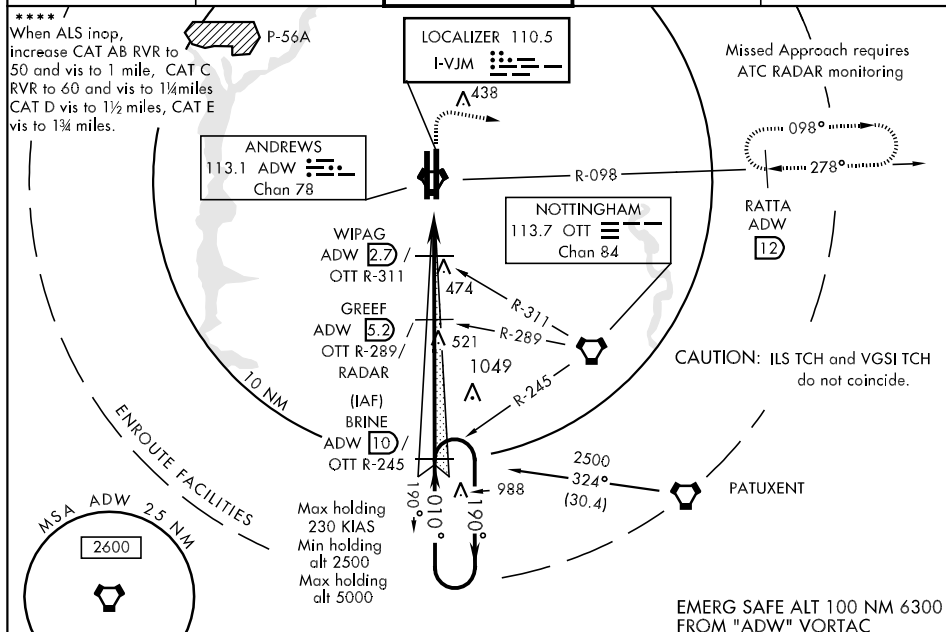 ****
When ALS inop,
increase CAT AB RVR to
50 and vis to 1 mile, CAT C
RVR to 60 and vis to 1¼miles
CAT D vis to 1½ miles, CAT E
vis to 1¾ miles.
P-56A
LOCALIZER 110.5
I-VJM
438
Missed Approach requires
ATC RADAR monitoring
098°
278°
RATTA
ADW
12
ANDREWS
113.1 ADW
Chan 78
R-098
NOTTINGHAM
113.7 OTT
Chan 84
WIPAG
ADW 2.7 /
OTT R-311
474
GREEF
ADW 5.2 /
OTT R-289/
RADAR
521
1049
R-311
R-289
R-245
CAUTION: ILS TCH and VGSI TCH
do not coincide.
10 NM
(IAF)
BRINE
ADW 10 /
OTT R-245
ENROUTE FACILITIES
2500
324°
(30.4)
PATUXENT
190°
010°
190°
988
Max holding
230 KIAS
Min holding
alt 2500
Max holding
alt 5000
MSA ADW 25 NM
2600
EMERG SAFE ALT 100 NM 6300
FROM "ADW" VORTAC